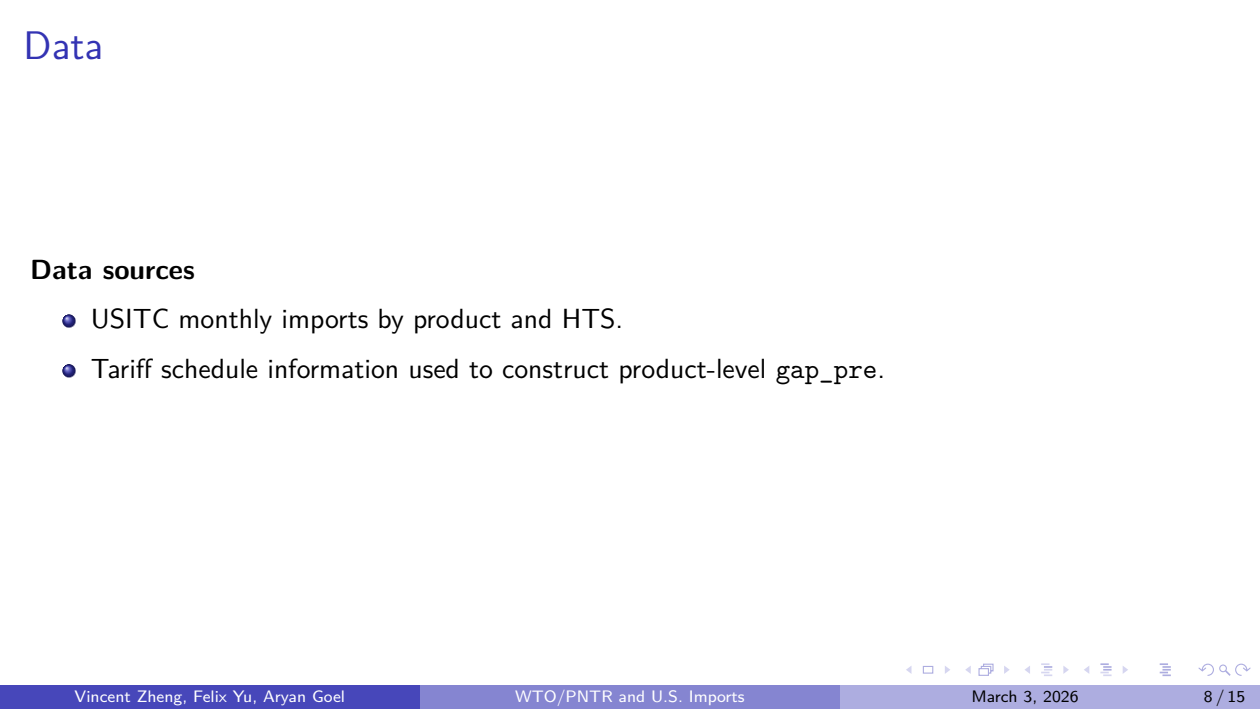 Data
Data sources
USITC monthly imports by product and HTS.
Tariff schedule information used to construct product-level gap_pre.
Vincent Zheng, Felix Yu, Aryan Goel
WTO/PNTR and U.S. Imports
March 3, 2026
8 / 15